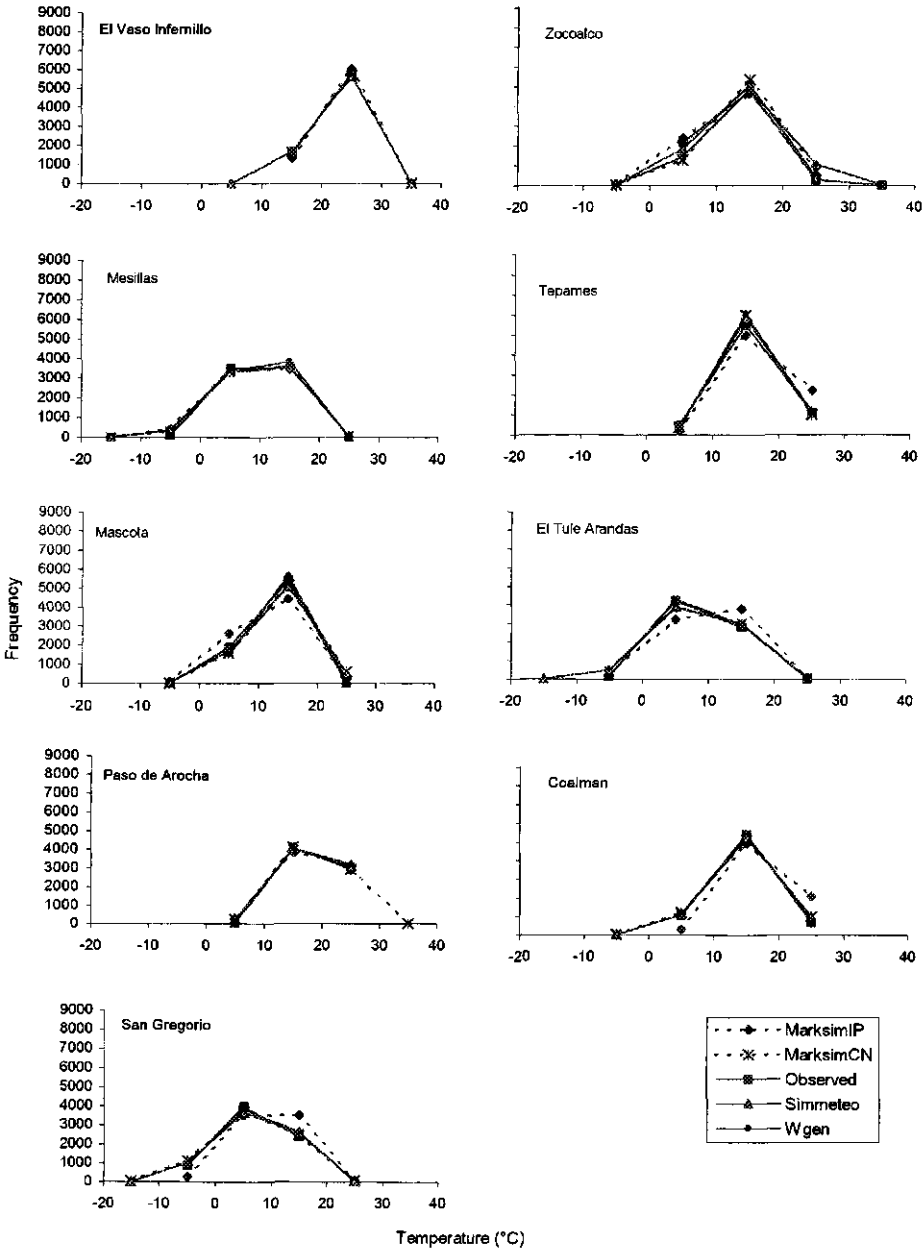 El Vaso Infernillo
9000
8000
7000
6000
5000
4000
3000
2000
1000
0
-20 -10 0 10 20 30 40
Zocoalco
-20 -10 0 10 20 30 40
Mesillas
9000
8000
7000
6000
5000
4000
3000
2000
1000
0
-20 -10 0 10 20 30 40
Tepames
-20 -10 0 10 20 30 40
Mascota
9000
8000
7000
6000
5000
4000
3000
2000
1000
0
-20 -10 0 10 20 30 40
El Tule Arandas
-20 -10 0 10 20 30 40
Frequency
Paso de Arocha
9000
8000
7000
6000
5000
4000
3000
2000
1000
0
-20 -10 0 10 20 30 40
Coalman
-20 -10 0 10 20 30 40
San Gregorio
9000
8000
7000
6000
5000
4000
3000
2000
1000
0
-20 -10 0 10 20 30 40
MarksimIP
MarksimCN
Observed
Simmeteo
Wgen
Temperature (°C)